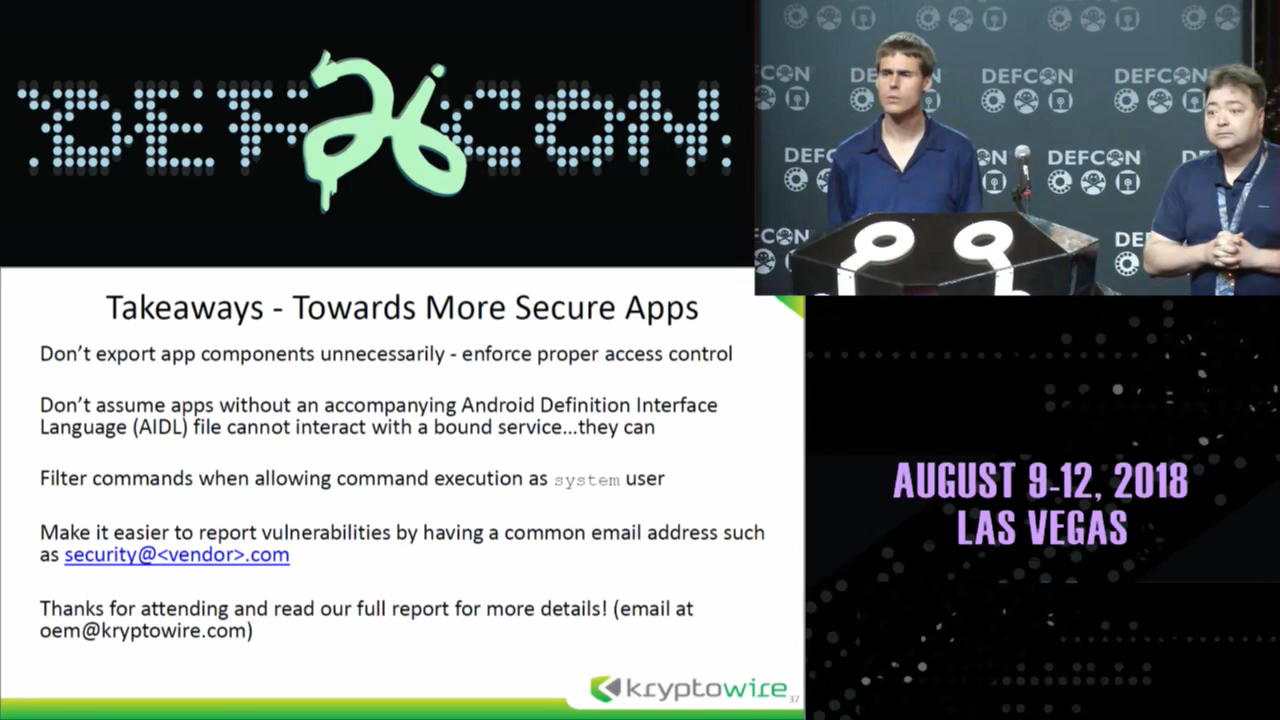 DEF CON
26
DEFCON
DEFCON
DEFCON
DEFCON
DEFCON
DEFCON
Takeaways - Towards More Secure Apps
Don't export app components unnecessarily - enforce proper access control
Don't assume apps without an accompanying Android Definition Interface
Language (AIDL) file cannot interact with a bound service...they can
Filter commands when allowing command execution as system user
Make it easier to report vulnerabilities by having a common email address such
as security@<vendor>.com
Thanks for attending and read our full report for more details! (email at
oem@kryptowire.com)
kryptowire
37
AUGUST 9-12, 2018
LAS VEGAS